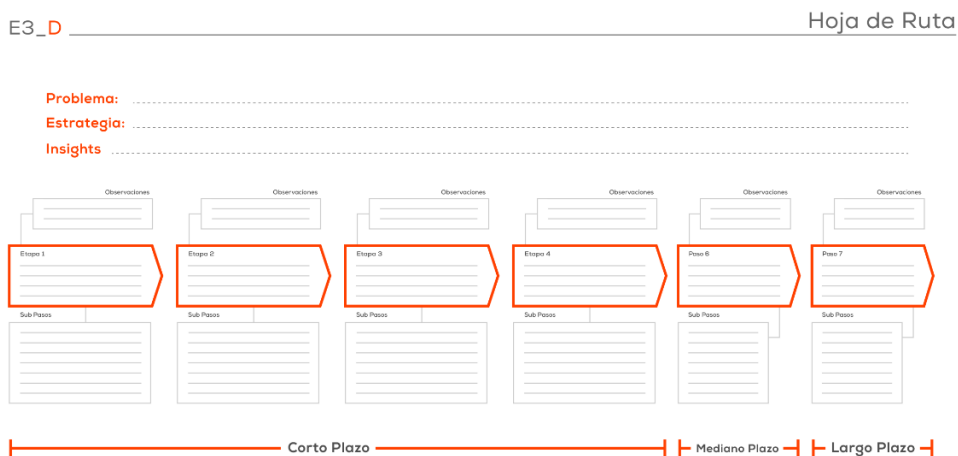 E3_D
Hoja de Ruta
Problema:
Estrategia:
Insights
Observaciones Observaciones Observaciones Observaciones Observaciones Observaciones
Etapa 1 Etapa 2 Etapa 3 Etapa 4 Paso 6 Paso 7
Sub Pasos Sub Pasos Sub Pasos Sub Pasos Sub Pasos Sub Pasos
Corto Plazo Mediano Plazo Largo Plazo